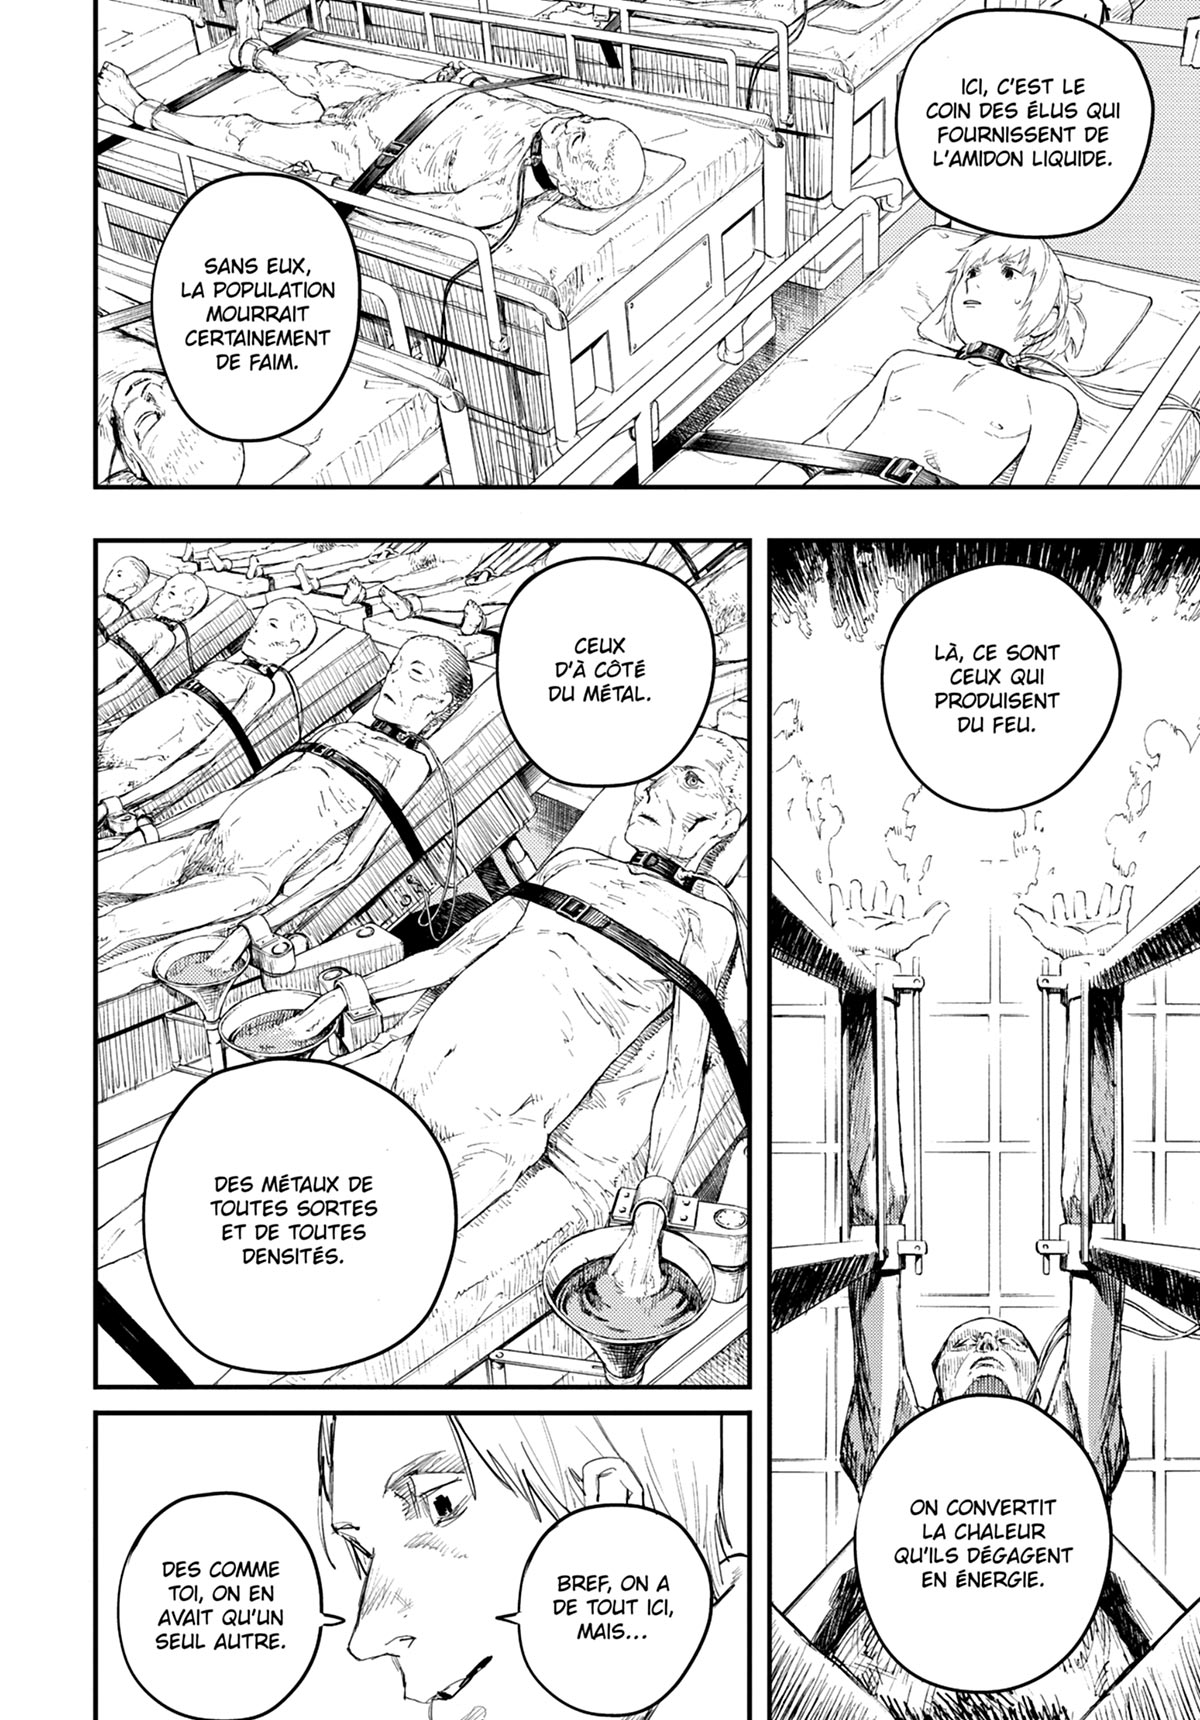 ICI, C'EST LE
COIN DES ÉLUS QUI
FOURNISSENT DE
L'AMIDON LIQUIDE.
SANS EUX,
LA POPULATION
MOURRAIT
CERTAINEMENT
DE FAIM.
LÀ, CE SONT
CEUX QUI
PRODUISENT
DU FEU.
ON CONVERTIT
LA CHALEUR
QU'ILS DÉGAGENT
EN ÉNERGIE.
CEUX
D'À CÔTÉ
DU MÉTAL.
DES MÉTAUX DE
TOUTES SORTES
ET DE TOUTES
DENSITÉS.
BREF, ON A
DE TOUT ICI,
MAIS...
DES COMME
TOI, ON EN
AVAIT QU'UN
SEUL AUTRE.